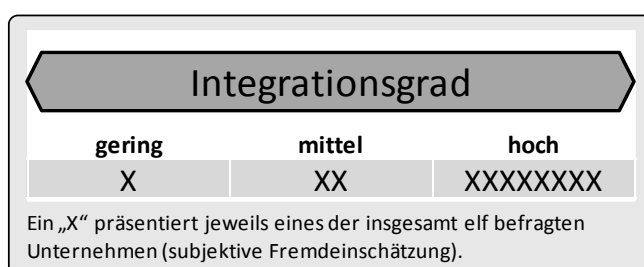 Integrationsgrad
gering mittel hoch
X XX XXXXXXXX
Ein „X“ präsentiert jeweils eines der insgesamt elf befragten
Unternehmen (subjektive Fremdeinschätzung).